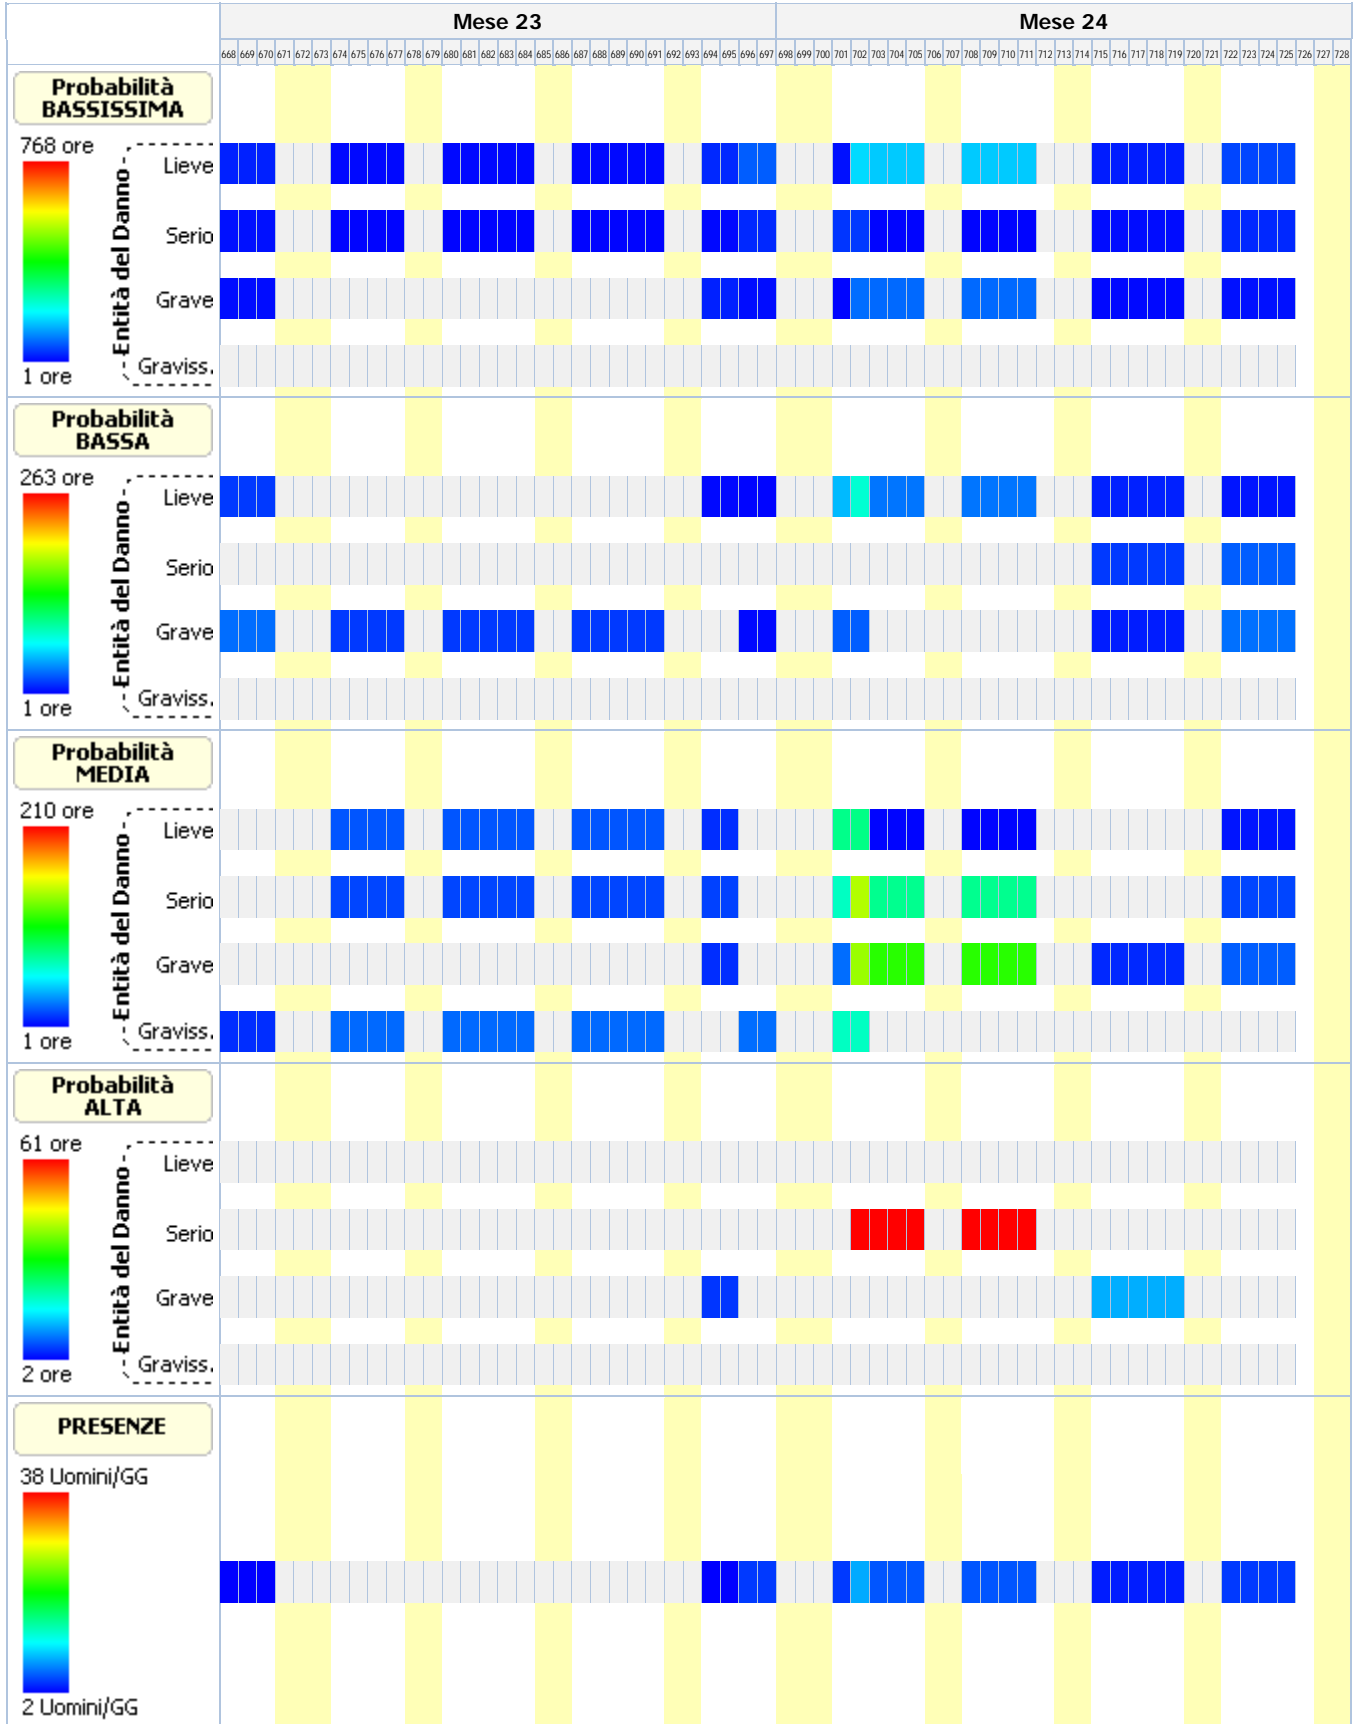 Mese 23 Mese 24
668 669 670 671 672 673 674 675 676 677 678 679 680 681 682 683 684 685 686 687 688 689 690 691 692 693 694 695 696 697 698 699 700 701 702 703 704 705 706 707 708 709 710 711 712 713 714 715 716 717 718 719 720 721 722 723 724 725 726 727 728
Probabilità
BASSISSIMA
768 ore
Entità del Danno
Lieve
Serio
Grave
Graviss.
1 ore
Probabilità
BASSA
263 ore
Entità del Danno
Lieve
Serio
Grave
Graviss.
1 ore
Probabilità
MEDIA
210 ore
Entità del Danno
Lieve
Serio
Grave
Graviss.
1 ore
Probabilità
ALTA
61 ore
Entità del Danno
Lieve
Serio
Grave
Graviss.
2 ore
PRESENZE
38 Uomini/GG
2 Uomini/GG